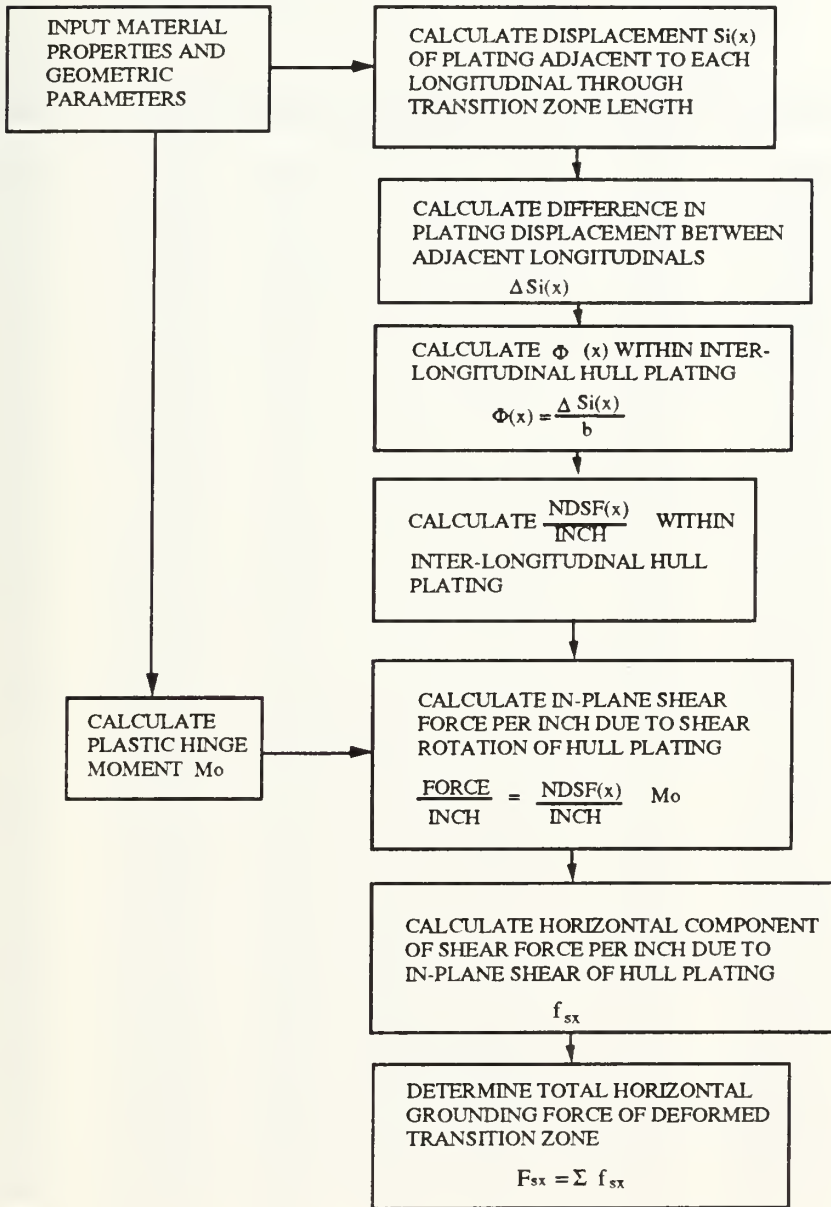 INPUT MATERIAL
PROPERTIES AND
GEOMETRIC
PARAMETERS
CALCULATE DISPLACEMENT Si(x)
OF PLATING ADJACENT TO EACH
LONGITUDINAL THROUGH
TRANSITION ZONE LENGTH
CALCULATE DIFFERENCE IN
PLATING DISPLACEMENT BETWEEN
ADJACENT LONGITUDINALS
Δ Si(x)
CALCULATE Φ (x) WITHIN INTER-
LONGITUDINAL HULL PLATING
Φ(x) = Δ Si(x)
b
CALCULATE NDSF(x) WITHIN
INCH
INTER-LONGITUDINAL HULL
PLATING
CALCULATE
PLASTIC HINGE
MOMENT Mo
CALCULATE IN-PLANE SHEAR
FORCE PER INCH DUE TO SHEAR
ROTATION OF HULL PLATING
FORCE = NDSF(x) Mo
INCH INCH
CALCULATE HORIZONTAL COMPONENT
OF SHEAR FORCE PER INCH DUE TO
IN-PLANE SHEAR OF HULL PLATING
f sx
DETERMINE TOTAL HORIZONTAL
GROUNDING FORCE OF DEFORMED
TRANSITION ZONE
Fsx = Σ f sx